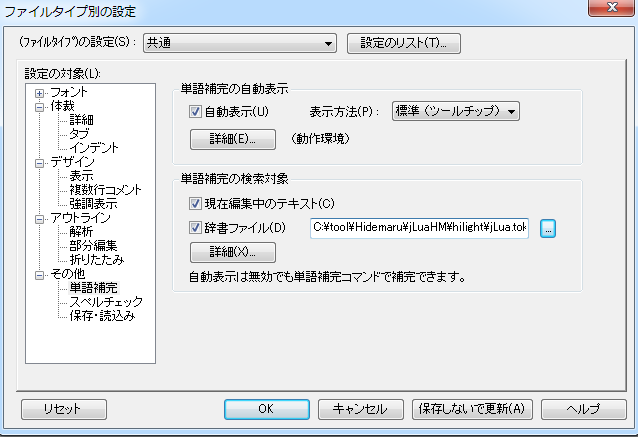 ファイルタイプ別の設定
(ﾌｧｲﾙﾀｲﾌﾟ)の設定(S):
共通
設定のリスト(T)...
設定の対象(L):
フォント
体裁
詳細
タブ
インデント
デザイン
表示
複数行コメント
強調表示
アウトライン
解析
部分編集
折りたたみ
その他
単語補完
スペルチェック
保存・読込み
単語補完の自動表示
自動表示(U)
表示方法(P):
標準（ツールチップ）
詳細(E)...
(動作環境)
単語補完の検索対象
現在編集中のテキスト(C)
辞書ファイル(D)
C:¥tool¥Hidemaru¥jLuaHM¥hilight¥jLua.tok
...
詳細(X)...
自動表示は無効でも単語補完コマンドで補完できます。
リセット
OK
キャンセル
保存しないで更新(A)
ヘルプ